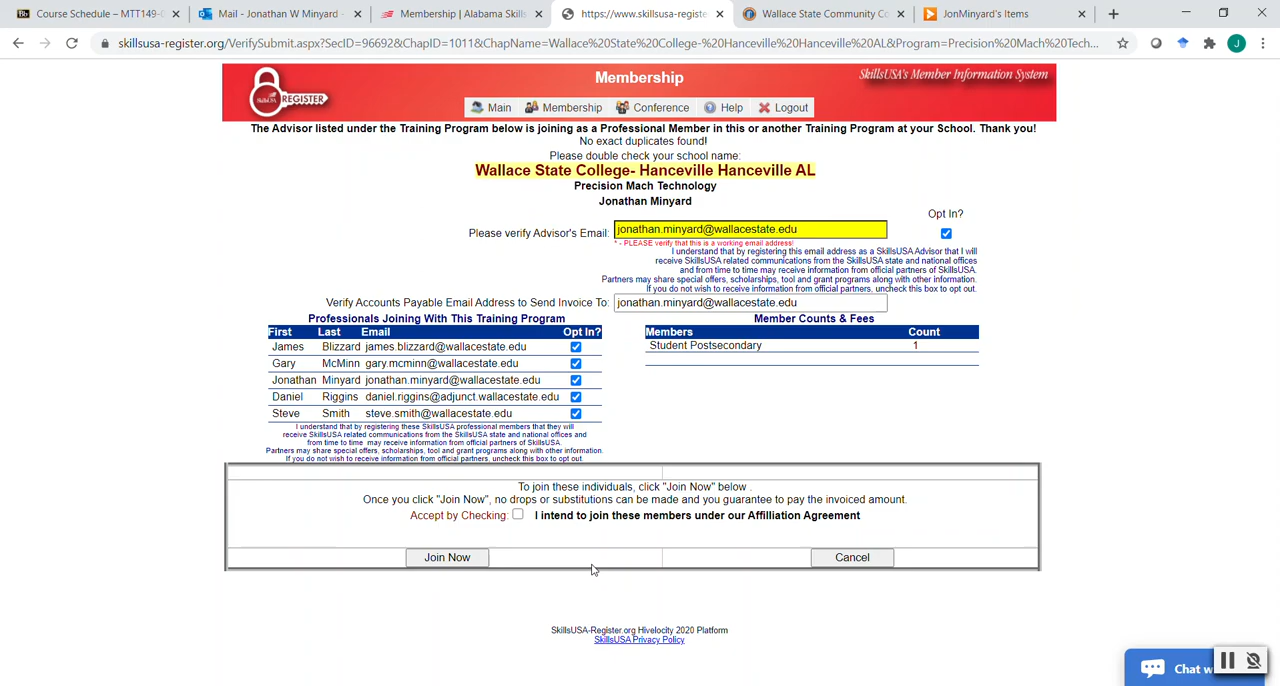 Course Schedule – MTT149-0
Mail - Jonathan W Minyard -
Membership | Alabama Skills
https://www.skillsusa-registe
Wallace State Community Co
JonMinyard's Items
skillsusa-register.org/VerifySubmit.aspx?SecID=96692&ChapID=1011&ChapName=Wallace%20State%20College-%20Hanceville%20Hanceville%20AL&Program=Precision%20Mach%20Tech...
J
REGISTER
Membership
SkillsUSA's Member Information System
Main Membership Conference Help Logout
The Advisor listed under the Training Program below is joining as a Professional Member in this or another Training Program at your School. Thank you!
No exact duplicates found!
Please double check your school name:
Wallace State College- Hanceville Hanceville AL
Precision Mach Technology
Jonathan Minyard
Opt In?
Please verify Advisor's Email: jonathan.minyard@wallacestate.edu
* - PLEASE verify that this is a working email address!
I understand that by registering this email address as a SkillsUSA Advisor that I will
receive SkillsUSA related communications from the SkillsUSA state and national offices
and from time to time may receive information from official partners of SkillsUSA.
Partners may share special offers, scholarships, tool and grant programs along with other information.
If you do not wish to receive information from official partners, uncheck this box to opt out.
Verify Accounts Payable Email Address to Send Invoice To: jonathan.minyard@wallacestate.edu
Professionals Joining With This Training Program
First Last Email Opt In?
James Blizzard james.blizzard@wallacestate.edu
Gary McMinn gary.mcminn@wallacestate.edu
Jonathan Minyard jonathan.minyard@wallacestate.edu
Daniel Riggins daniel.riggins@adjunct.wallacestate.edu
Steve Smith steve.smith@wallacestate.edu
I understand that by registering these SkillsUSA professional members that they will
receive SkillsUSA related communications from the SkillsUSA state and national offices and
from time to time may receive information from official partners of SkillsUSA.
Partners may share special offers, scholarships, tool and grant programs along with other information.
If you do not wish to receive information from official partners, uncheck this box to opt out.
Member Counts & Fees
Members Count
Student Postsecondary 1
To join these individuals, click "Join Now" below .
Once you click "Join Now", no drops or substitutions can be made and you guarantee to pay the invoiced amount.
Accept by Checking: I intend to join these members under our Affilliation Agreement
Join Now Cancel
SkillsUSA-Register.org Hivelocity 2020 Platform
SkillsUSA Privacy Policy
Chat w